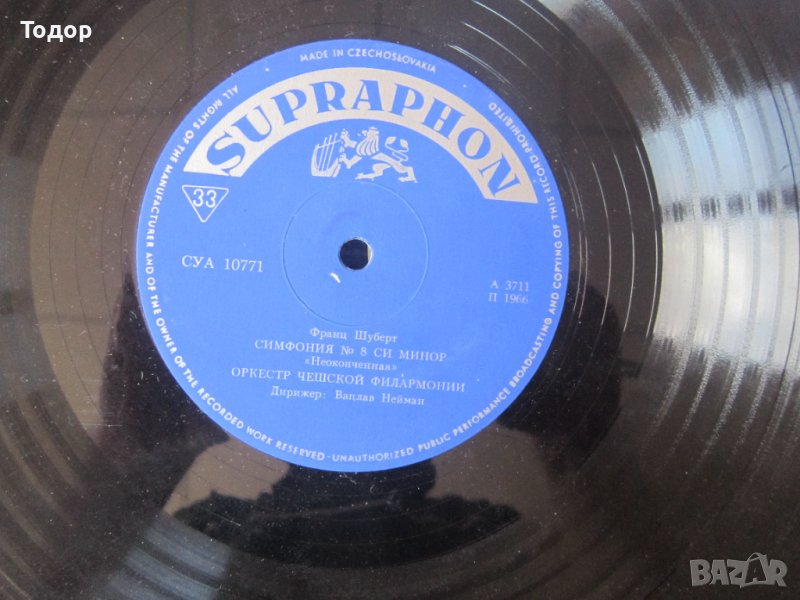 Тодор
MADE IN CZECHOSLOVAKIA
SUPRAPHON
ALL RIGHTS OF THE MANUFACTURER AND OF THE OWNER OF THE RECORDED WORK RESERVED - UNAUTHORIZED PUBLIC PERFORMANCE BROADCASTING AND COPYING OF THIS RECORD PROHIBITED
33
СУА 10771
А 3711
П 1966
Франц Шуберт
СИМФОНИЯ № 8 СИ МИНОР
«Неоконченная»
ОРКЕСТР ЧЕШСКОЙ ФИЛАРМОНИИ
Дирижер: Вацлав Нейман
BAZAR